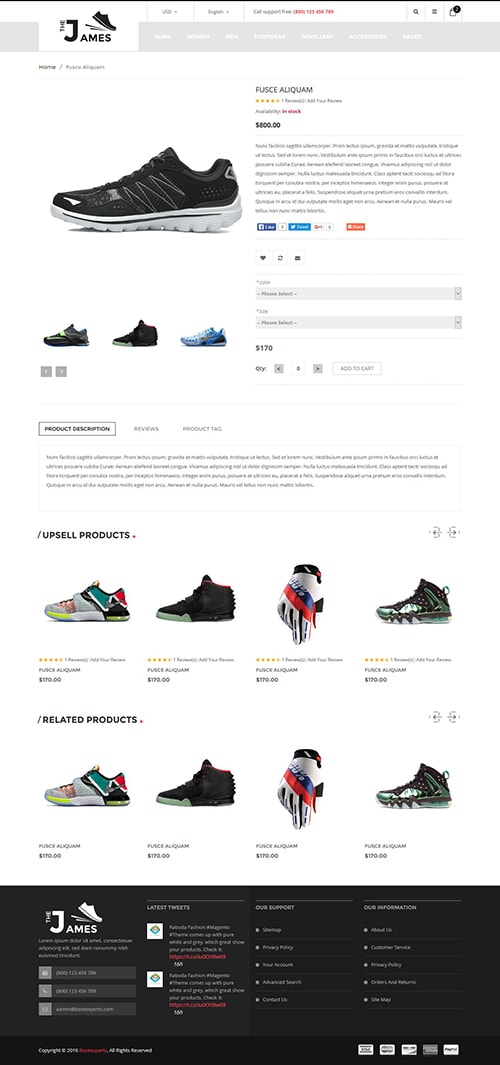 THE
JAMES
USD
English
Call support free: (800) 123 456 789
2
HOME WOMEN MEN FOOTWEAR JEWELLERY ACCESSORIES PAGES
Home / Fusce Aliquam
FUSCE ALIQUAM
1 Review(s) | Add Your Review
Availability: In stock
$800.00
Nunc facilisis sagittis ullamcorper. Proin lectus ipsum, gravida et mattis vulputate, tristique
ut lectus. Sed et lorem nunc. Vestibulum ante ipsum primis in faucibus orci luctus et ultrices
posuere cubilia Curae; Aenean eleifend laoreet congue. Vivamus adipiscing nisl ut dolor
dignissim semper. Nulla luctus malesuada tincidunt. Class aptent taciti sociosqu ad litora
torquent per conubia nostra, per inceptos himenaeos. Integer enim purus, posuere at
ultricies eu, placerat a felis. Suspendisse aliquet urna pretium eros convallis interdum.
Quisque in arcu id dui vulputate mollis eget non arcu. Aenean et nulla purus. Mauris vel
tellus non nunc mattis lobortis.
Like
Tweet
Share
* color
-- Please Select --
* size
-- Please Select --
$170
Qty: < 0 > ADD TO CART
PRODUCT DESCRIPTION REVIEWS PRODUCT TAG
Nunc facilisis sagittis ullamcorper. Proin lectus ipsum, gravida et mattis vulputate, tristique ut lectus. Sed et lorem nunc. Vestibulum ante ipsum primis in faucibus orci luctus
et ultrices posuere cubilia Curae; Aenean eleifend laoreet congue. Vivamus adipiscing nisl ut dolor dignissim semper. Nulla luctus malesuada tincidunt. Class aptent taciti sociosqu ad
litora torquent per conubia nostra, per inceptos himenaeos. Integer enim purus, posuere at ultricies eu, placerat a felis. Suspendisse aliquet urna pretium eros convallis interdum.
Quisque in arcu id dui vulputate mollis eget non arcu. Aenean et nulla purus. Mauris vel tellus non nunc mattis lobortis.
/ UPSELL PRODUCTS
1 Review(s) | Add Your Review 1 Review(s) | Add Your Review 1 Review(s) | Add Your Review 1 Review(s) | Add Your Review
FUSCE ALIQUAM FUSCE ALIQUAM FUSCE ALIQUAM FUSCE ALIQUAM
$170.00 $170.00 $170.00 $170.00
/ RELATED PRODUCTS
FUSCE ALIQUAM FUSCE ALIQUAM FUSCE ALIQUAM FUSCE ALIQUAM
$170.00 $170.00 $170.00 $170.00
THE
JAMES
Lorem ipsum dolor sit amet, consectetuer
adipiscing elit, sed diam nonummy nibh
euismod tincidunt.
(800) 123 456 789
(800) 123 456 789
admin@bootexperts.com
LATEST TWEETS
Raboda Fashion #Magento
#Theme comes up with pure
white and grey, which great show
your products. Check it:
16h
Raboda Fashion #Magento
#Theme comes up with pure
white and grey, which great show
your products. Check it:
16h
OUR SUPPORT
Sitemap
Privacy Policy
Your Account
Advanced Search
Contact Us
OUR INFORMATION
About Us
Customer Service
Privacy Policy
Orders And Returns
Site Map
Copyright © 2016 Bootexperts. All Rights Reserved
VISA
PayPal